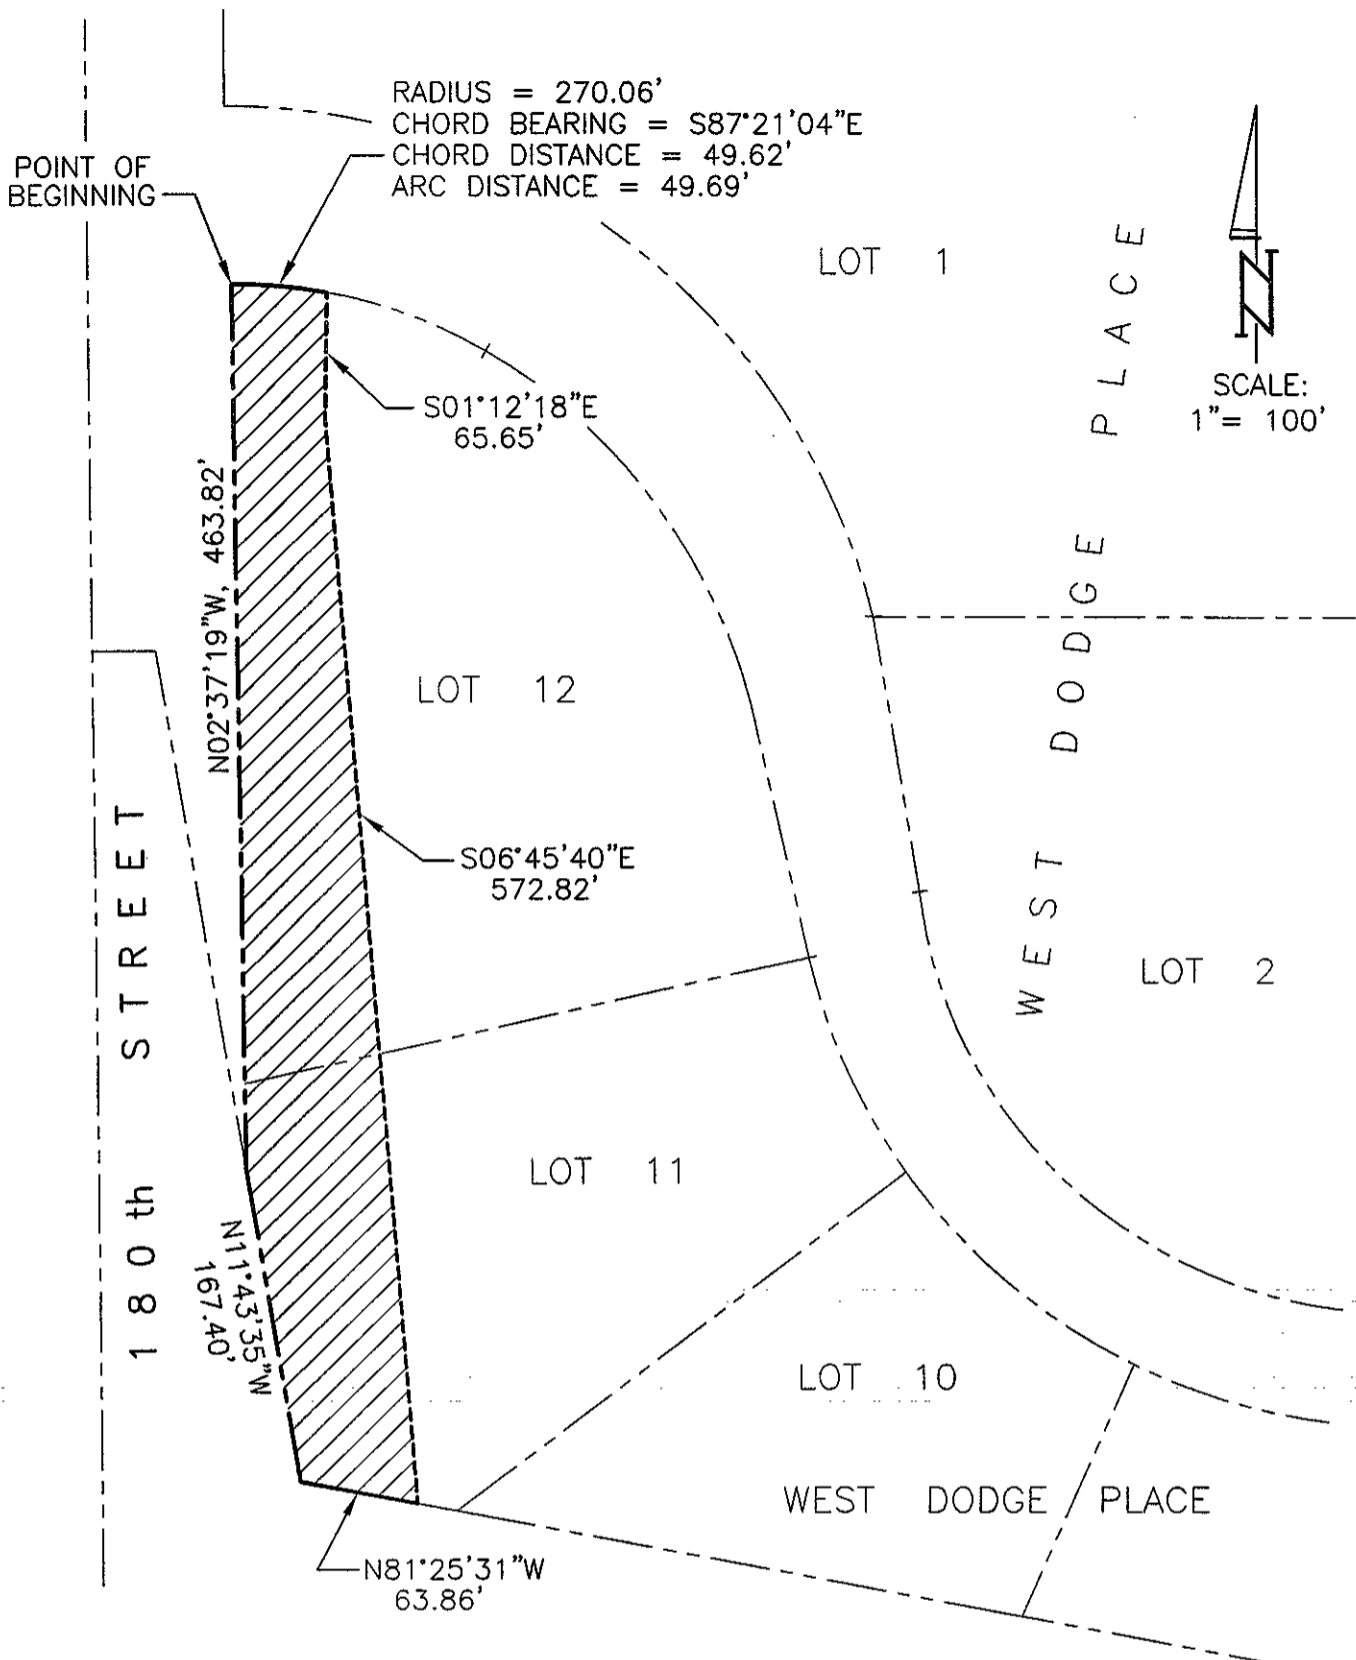 RADIUS = 270.06'
CHORD BEARING = S87°21'04"E
CHORD DISTANCE = 49.62'
ARC DISTANCE = 49.69'
POINT OF
BEGINNING
LOT 1
WEST DODGE PLACE
N
SCALE:
1"= 100'
S01°12'18"E
65.65'
N02°37'19"W, 463.82'
LOT 12
S06°45'40"E
572.82'
180th STREET
LOT 2
LOT 11
N11°43'35"W
167.40'
LOT 10
WEST DODGE PLACE
N81°25'31"W
63.86'